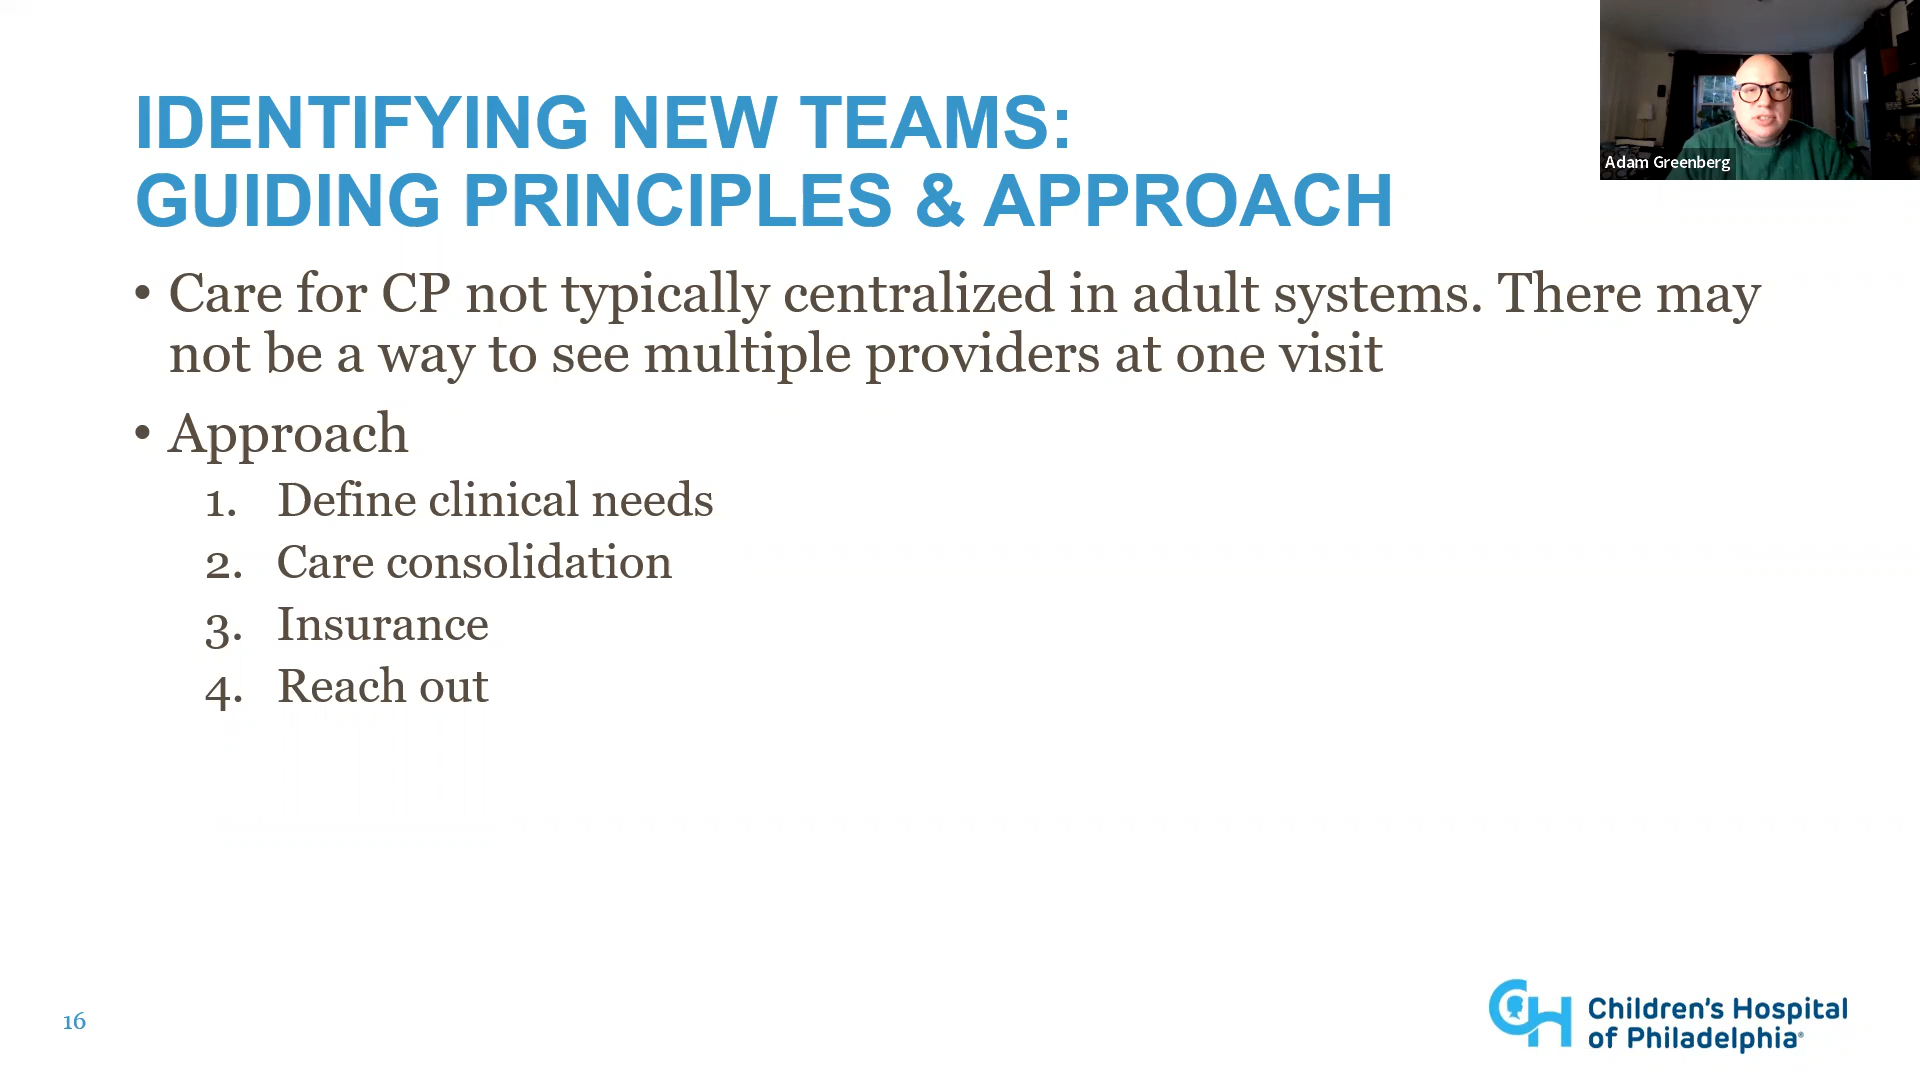 IDENTIFYING NEW TEAMS:
GUIDING PRINCIPLES & APPROACH
Adam Greenberg
• Care for CP not typically centralized in adult systems. There may
not be a way to see multiple providers at one visit
• Approach
1. Define clinical needs
2. Care consolidation
3. Insurance
4. Reach out
16
CH Children's Hospital
of Philadelphia®